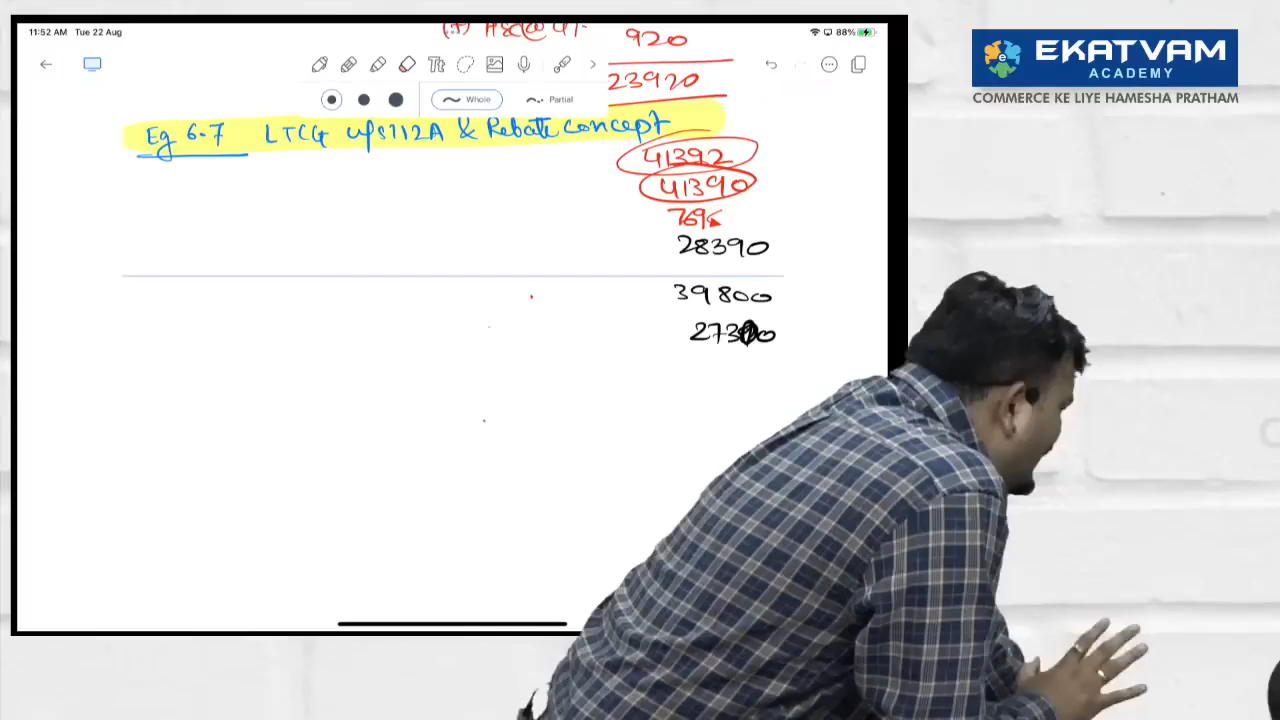 11:52 AM Tue 22 Aug
88%
920
23920
Whole
Partial
Eg 6.7 LTCG u/s 112A & Rebate concept
41392
41390
28390
39800
EKATVAM
ACADEMY
COMMERCE KE LIYE HAMESHA PRATHAM